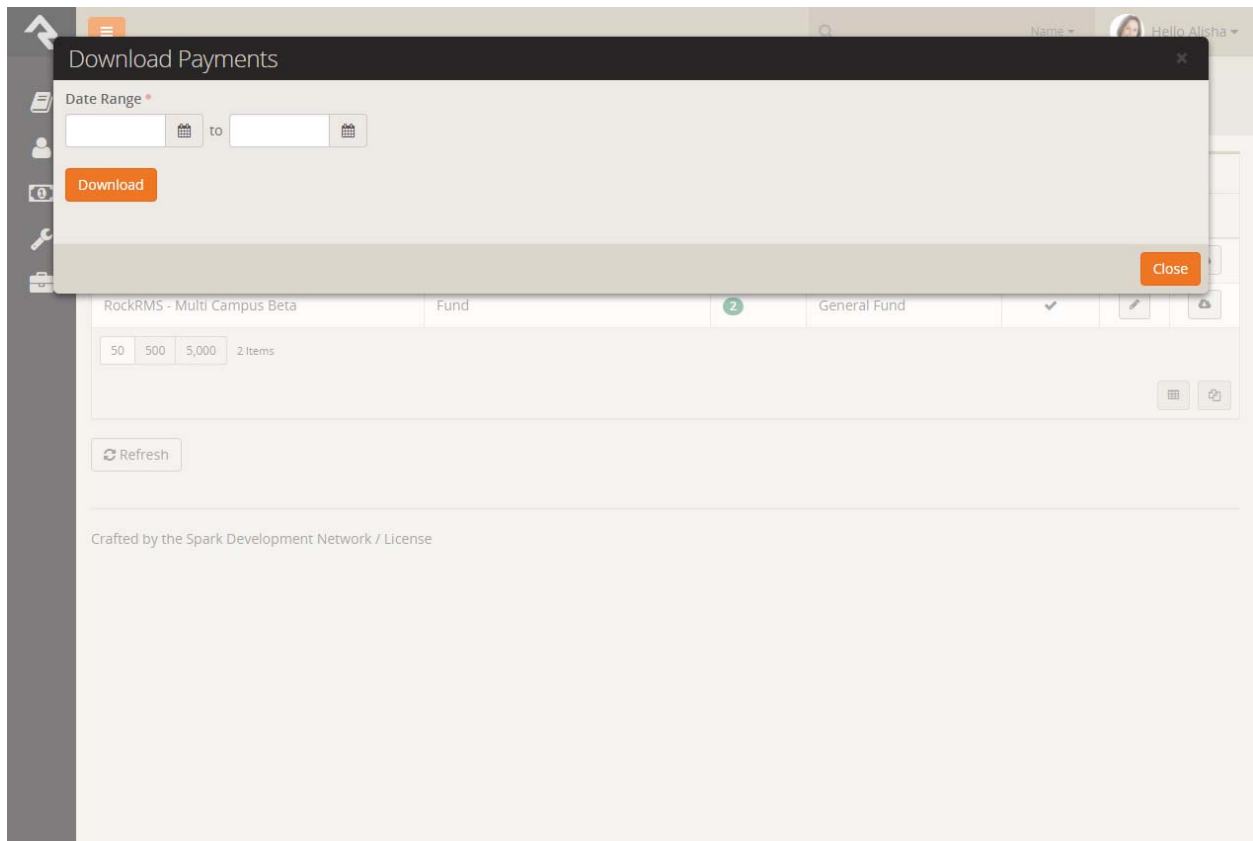 Name
Hello Alisha
Download Payments
×
Date Range *
to
Download
Close
RockRMS - Multi Campus Beta Fund 2 General Fund
50 500 5,000 2 Items
Refresh
Crafted by the Spark Development Network / License